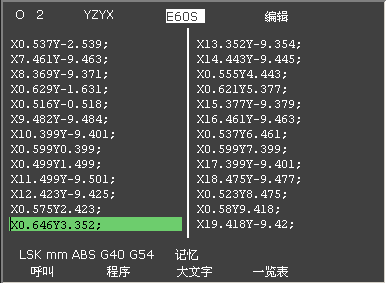 O 2 YZYX E60S 编辑
X0.537Y-2.539;
X7.461Y-9.463;
X8.369Y-9.371;
X0.629Y-1.631;
X0.516Y-0.518;
X9.482Y-9.484;
X10.399Y-9.401;
X0.599Y0.399;
X0.499Y1.499;
X11.499Y-9.501;
X12.423Y-9.425;
X0.575Y2.423;
X0.646Y3.352;
X13.352Y-9.354;
X14.443Y-9.445;
X0.555Y4.443;
X0.621Y5.377;
X15.377Y-9.379;
X16.461Y-9.463;
X0.537Y6.461;
X0.599Y7.399;
X17.399Y-9.401;
X18.475Y-9.477;
X0.523Y8.475;
X0.58Y9.418;
X19.418Y-9.42;
LSK mm ABS G40 G54 记忆
呼叫 程序 大文字 一览表